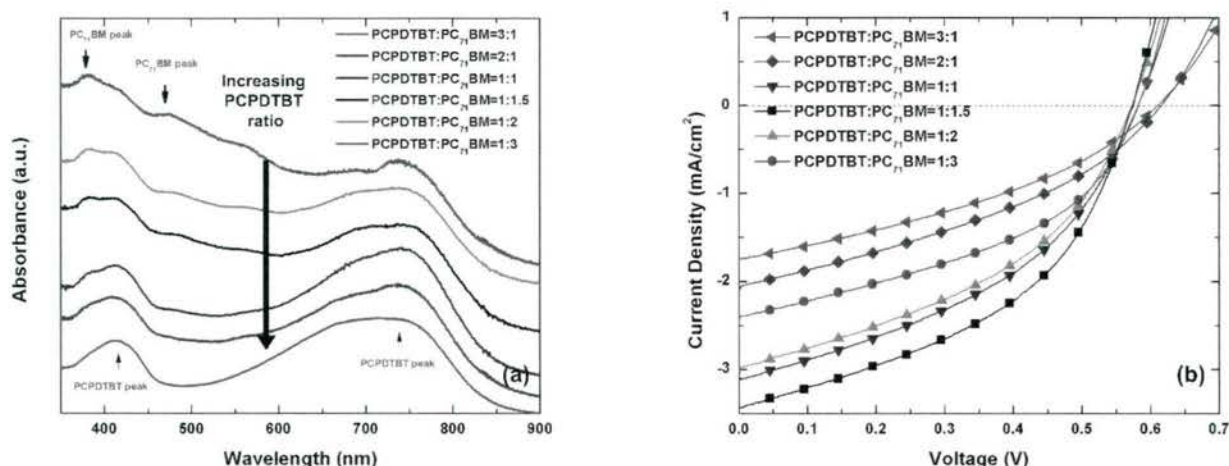 PC₇₁BM peak
PC₇₁BM peak
Increasing
PCPDTBT
ratio
PCPDTBT:PC₇₁BM=3:1
PCPDTBT:PC₇₁BM=2:1
PCPDTBT:PC₇₁BM=1:1
PCPDTBT:PC₇₁BM=1:1.5
PCPDTBT:PC₇₁BM=1:2
PCPDTBT:PC₇₁BM=1:3
Absorbance (a.u.)
PCPDTBT peak
PCPDTBT peak
(a)
400 500 600 700 800 900
Wavelength (nm)
PCPDTBT:PC₇₁BM=3:1
PCPDTBT:PC₇₁BM=2:1
PCPDTBT:PC₇₁BM=1:1
PCPDTBT:PC₇₁BM=1:1.5
PCPDTBT:PC₇₁BM=1:2
PCPDTBT:PC₇₁BM=1:3
Current Density (mA/cm²)
1
0
-1
-2
-3
(b)
0.0 0.1 0.2 0.3 0.4 0.5 0.6 0.7
Voltage (V)